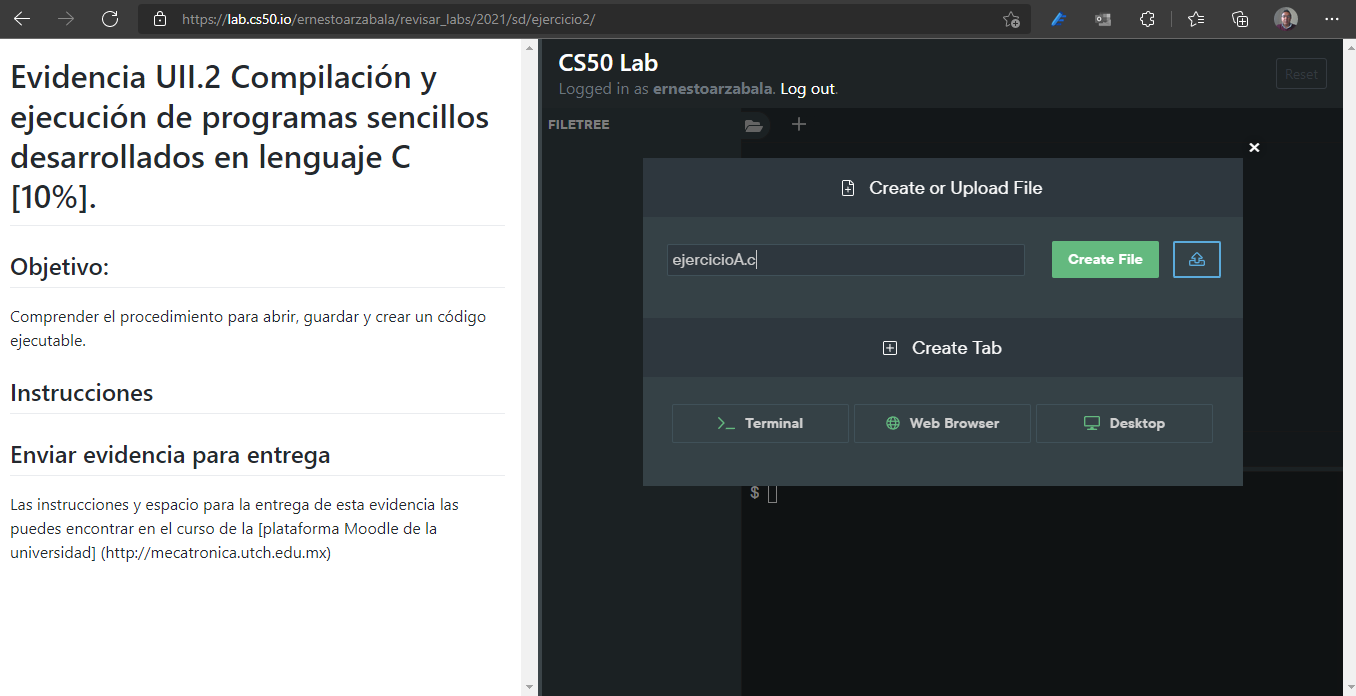 https://lab.cs50.io/ernestoarzabala/revisar_labs/2021/sd/ejercicio2/
Evidencia UII.2 Compilación y
ejecución de programas sencillos
desarrollados en lenguaje C
[10%].
Objetivo:
Comprender el procedimiento para abrir, guardar y crear un código
ejecutable.
Instrucciones
Enviar evidencia para entrega
Las instrucciones y espacio para la entrega de esta evidencia las
puedes encontrar en el curso de la [plataforma Moodle de la
universidad] (http://mecatronica.utch.edu.mx)
CS50 Lab
Logged in as ernestoarzabala. Log out.
Reset
FILETREE
Create or Upload File
ejercicioA.c
Create File
Create Tab
Terminal
Web Browser
Desktop
$